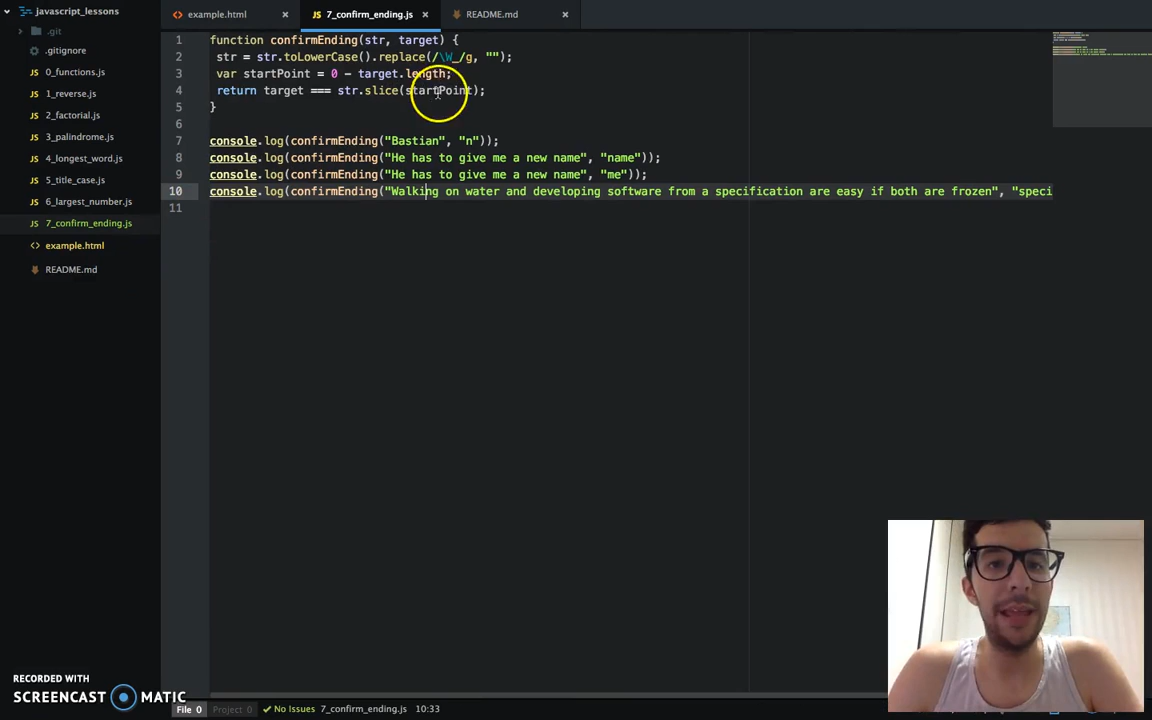 javascript_lessons
example.html
7_confirm_ending.js
README.md
.git
.gitignore
0_functions.js
1_reverse.js
2_factorial.js
3_palindrome.js
4_longest_word.js
5_title_case.js
6_largest_number.js
7_confirm_ending.js
example.html
README.md
1 function confirmEnding(str, target) {
2 str = str.toLowerCase().replace(/\W_/g, "");
3 var startPoint = 0 - target.length;
4 return target === str.slice(startPoint);
5 }
6
7 console.log(confirmEnding("Bastian", "n"));
8 console.log(confirmEnding("He has to give me a new name", "name"));
9 console.log(confirmEnding("He has to give me a new name", "me"));
10 console.log(confirmEnding("Walking on water and developing software from a specification are easy if both are frozen", "speci
11
RECORDED WITH
SCREENCAST MATIC
File 0 Project 0 No Issues 7_confirm_ending.js 10:33